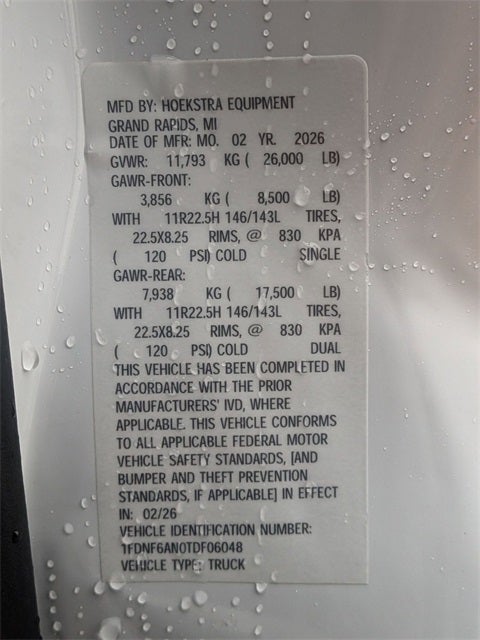 MFD BY: HOEKSTRA EQUIPMENT
GRAND RAPIDS, MI
DATE OF MFR: MO. 02 YR. 2026
GVWR: 11,793 KG ( 26,000 LB)
GAWR-FRONT:
3,856 KG ( 8,500 LB)
WITH 11R22.5H 146/143L TIRES,
22.5X8.25 RIMS, @ 830 KPA
( 120 PSI) COLD SINGLE
GAWR-REAR:
7,938 KG ( 17,500 LB)
WITH 11R22.5H 146/143L TIRES,
22.5X8.25 RIMS, @ 830 KPA
( 120 PSI) COLD DUAL
THIS VEHICLE HAS BEEN COMPLETED IN
ACCORDANCE WITH THE PRIOR
MANUFACTURERS' IVD, WHERE
APPLICABLE. THIS VEHICLE CONFORMS
TO ALL APPLICABLE FEDERAL MOTOR
VEHICLE SAFETY STANDARDS, [AND
BUMPER AND THEFT PREVENTION
STANDARDS, IF APPLICABLE] IN EFFECT
IN: 02/26
VEHICLE IDENTIFICATION NUMBER:
1FDNF6AN0TDF06048
VEHICLE TYPE: TRUCK